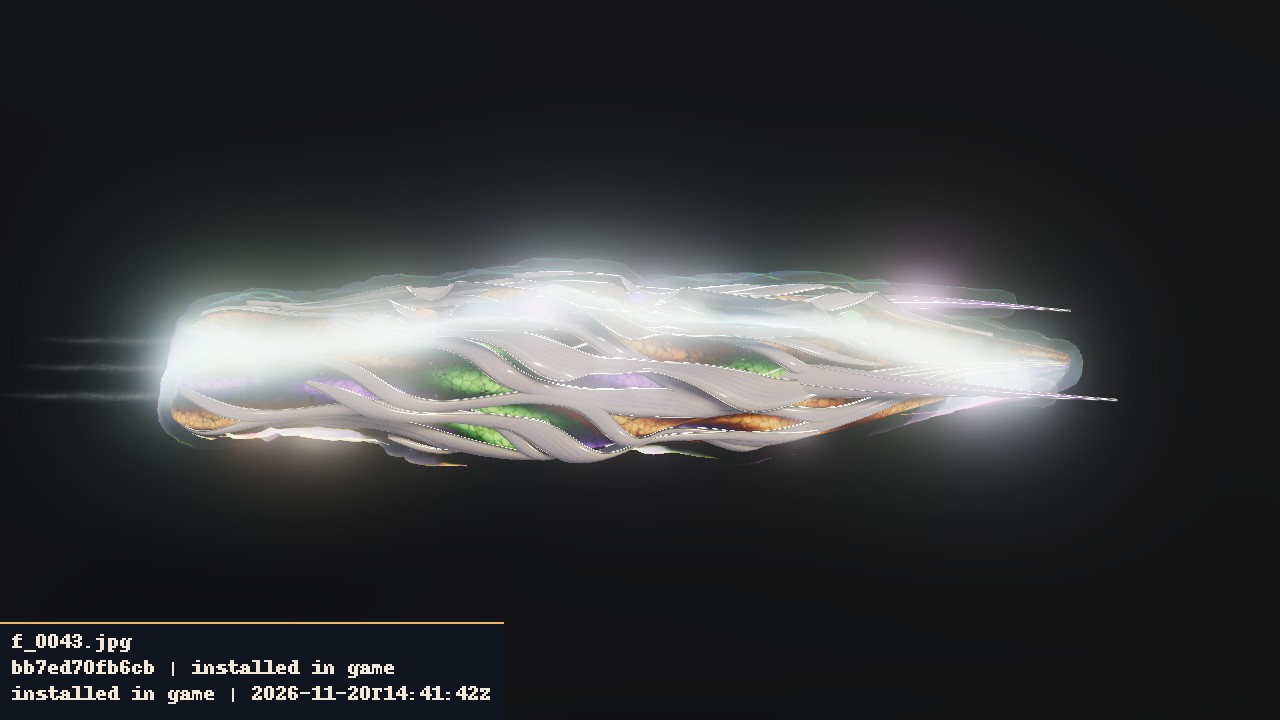 f_0043.jpg
bb7ed70fb6cb | installed in game
installed in game | 2026-11-20T14:41:42Z